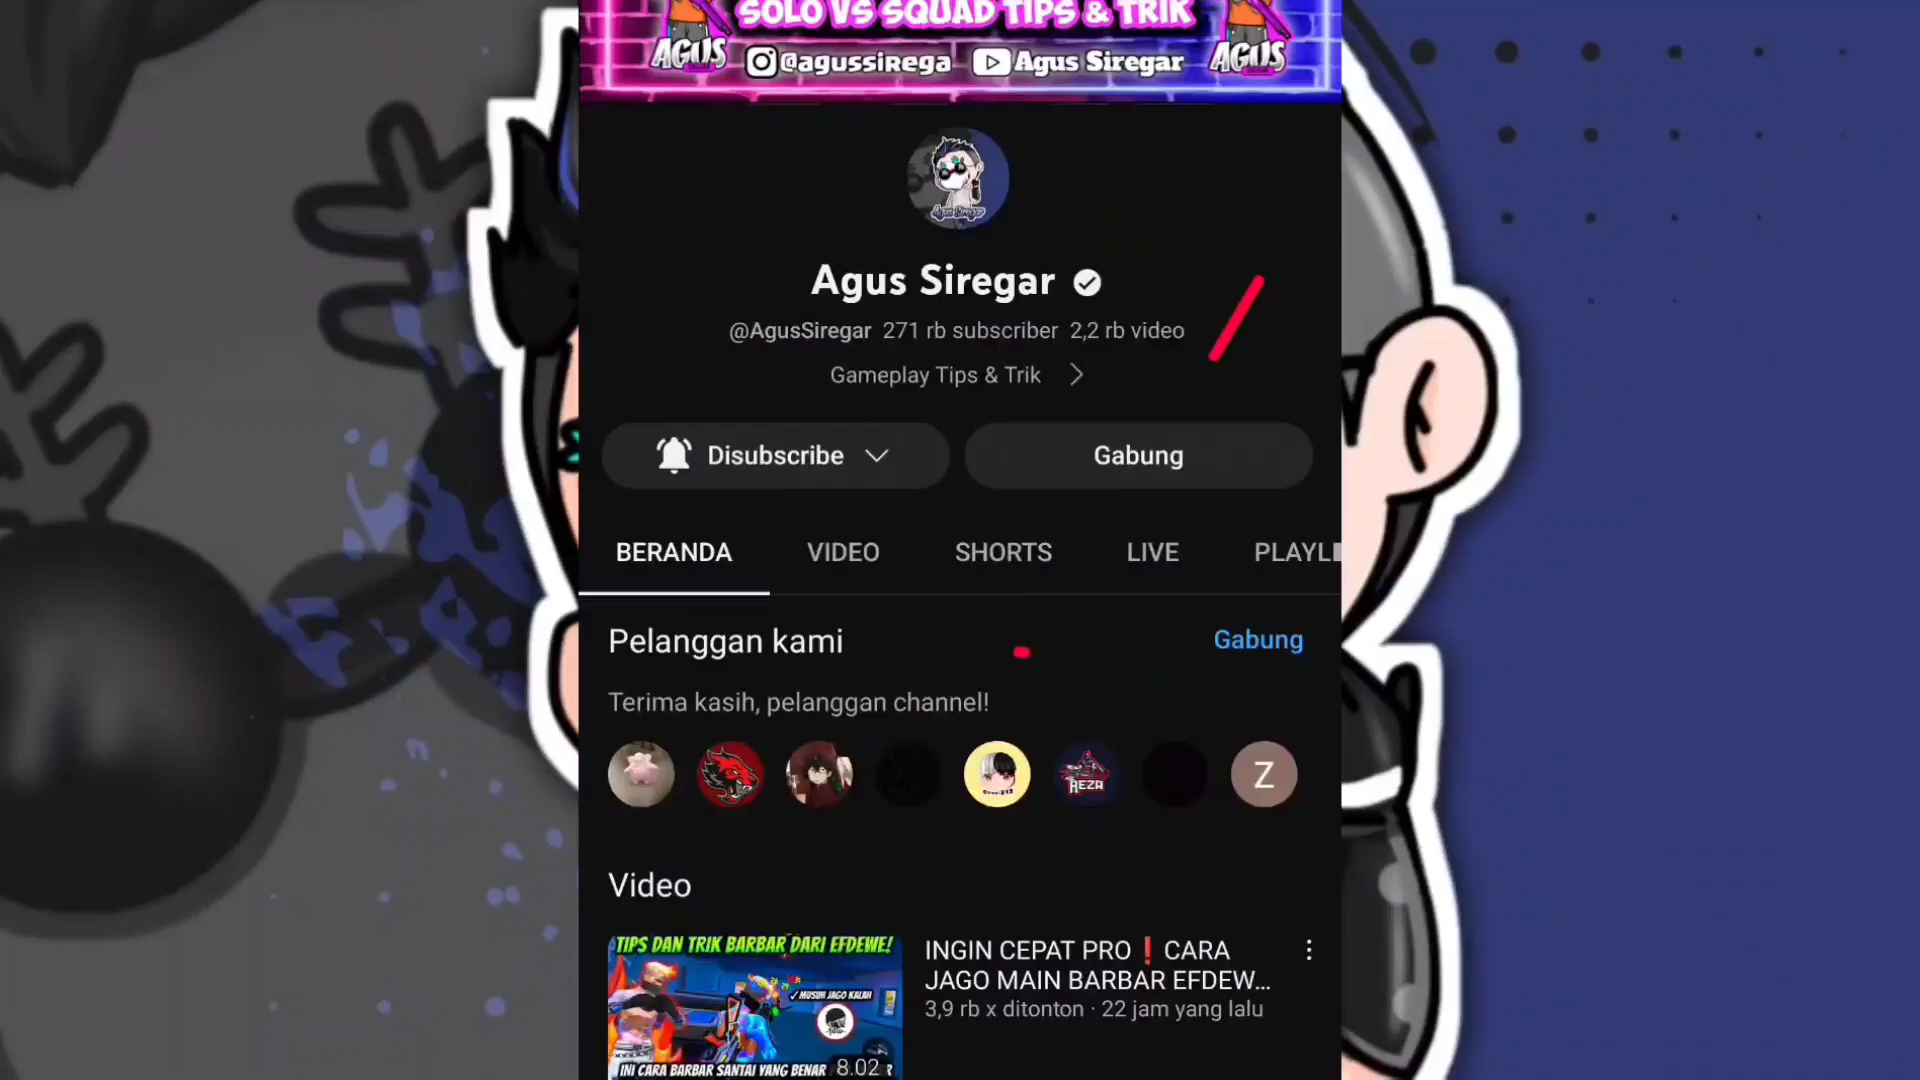 SOLO VS SQUAD TIPS & TRIK
AGUS
@agussirega
Agus Siregar
AGUS
Agus Siregar
Agus Siregar
@AgusSiregar 271 rb subscriber 2,2 rb video
Gameplay Tips & Trik
Disubscribe
Gabung
BERANDA
VIDEO
SHORTS
LIVE
PLAYLI
Pelanggan kami
Gabung
Terima kasih, pelanggan channel!
REZA
Z
Video
TIPS DAN TRIK BARBAR DARI EFDEWE!
✓MUSUH JAGO KALAH
INI CARA BARBAR SANTAI YANG BENAR
8.02
INGIN CEPAT PRO❗CARA
JAGO MAIN BARBAR EFDEW...
3,9 rb x ditonton · 22 jam yang lalu